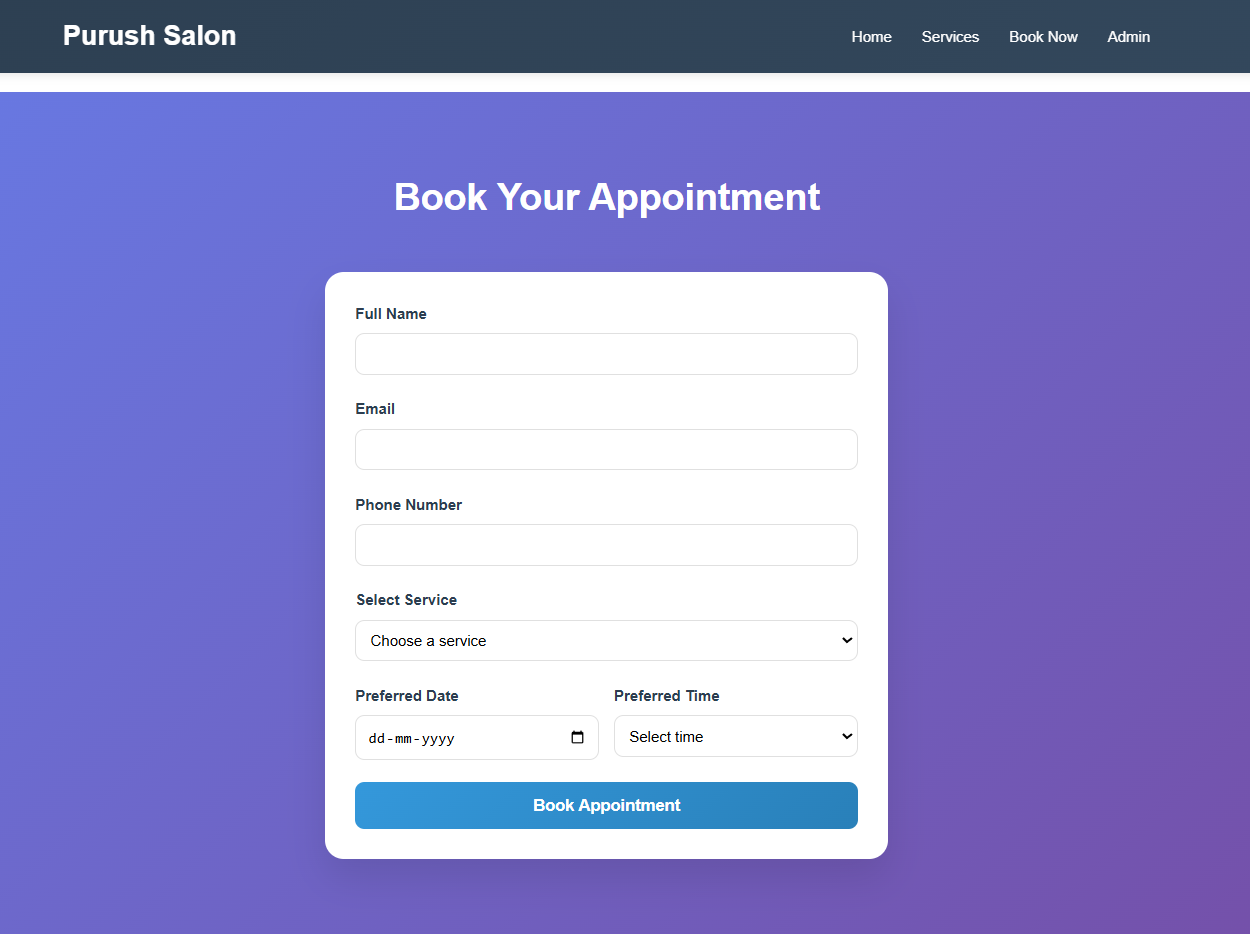 Purush Salon
Home Services Book Now Admin
Book Your Appointment
Full Name
Email
Phone Number
Select Service
Choose a service
Preferred Date Preferred Time
dd-mm-yyyy Select time
Book Appointment